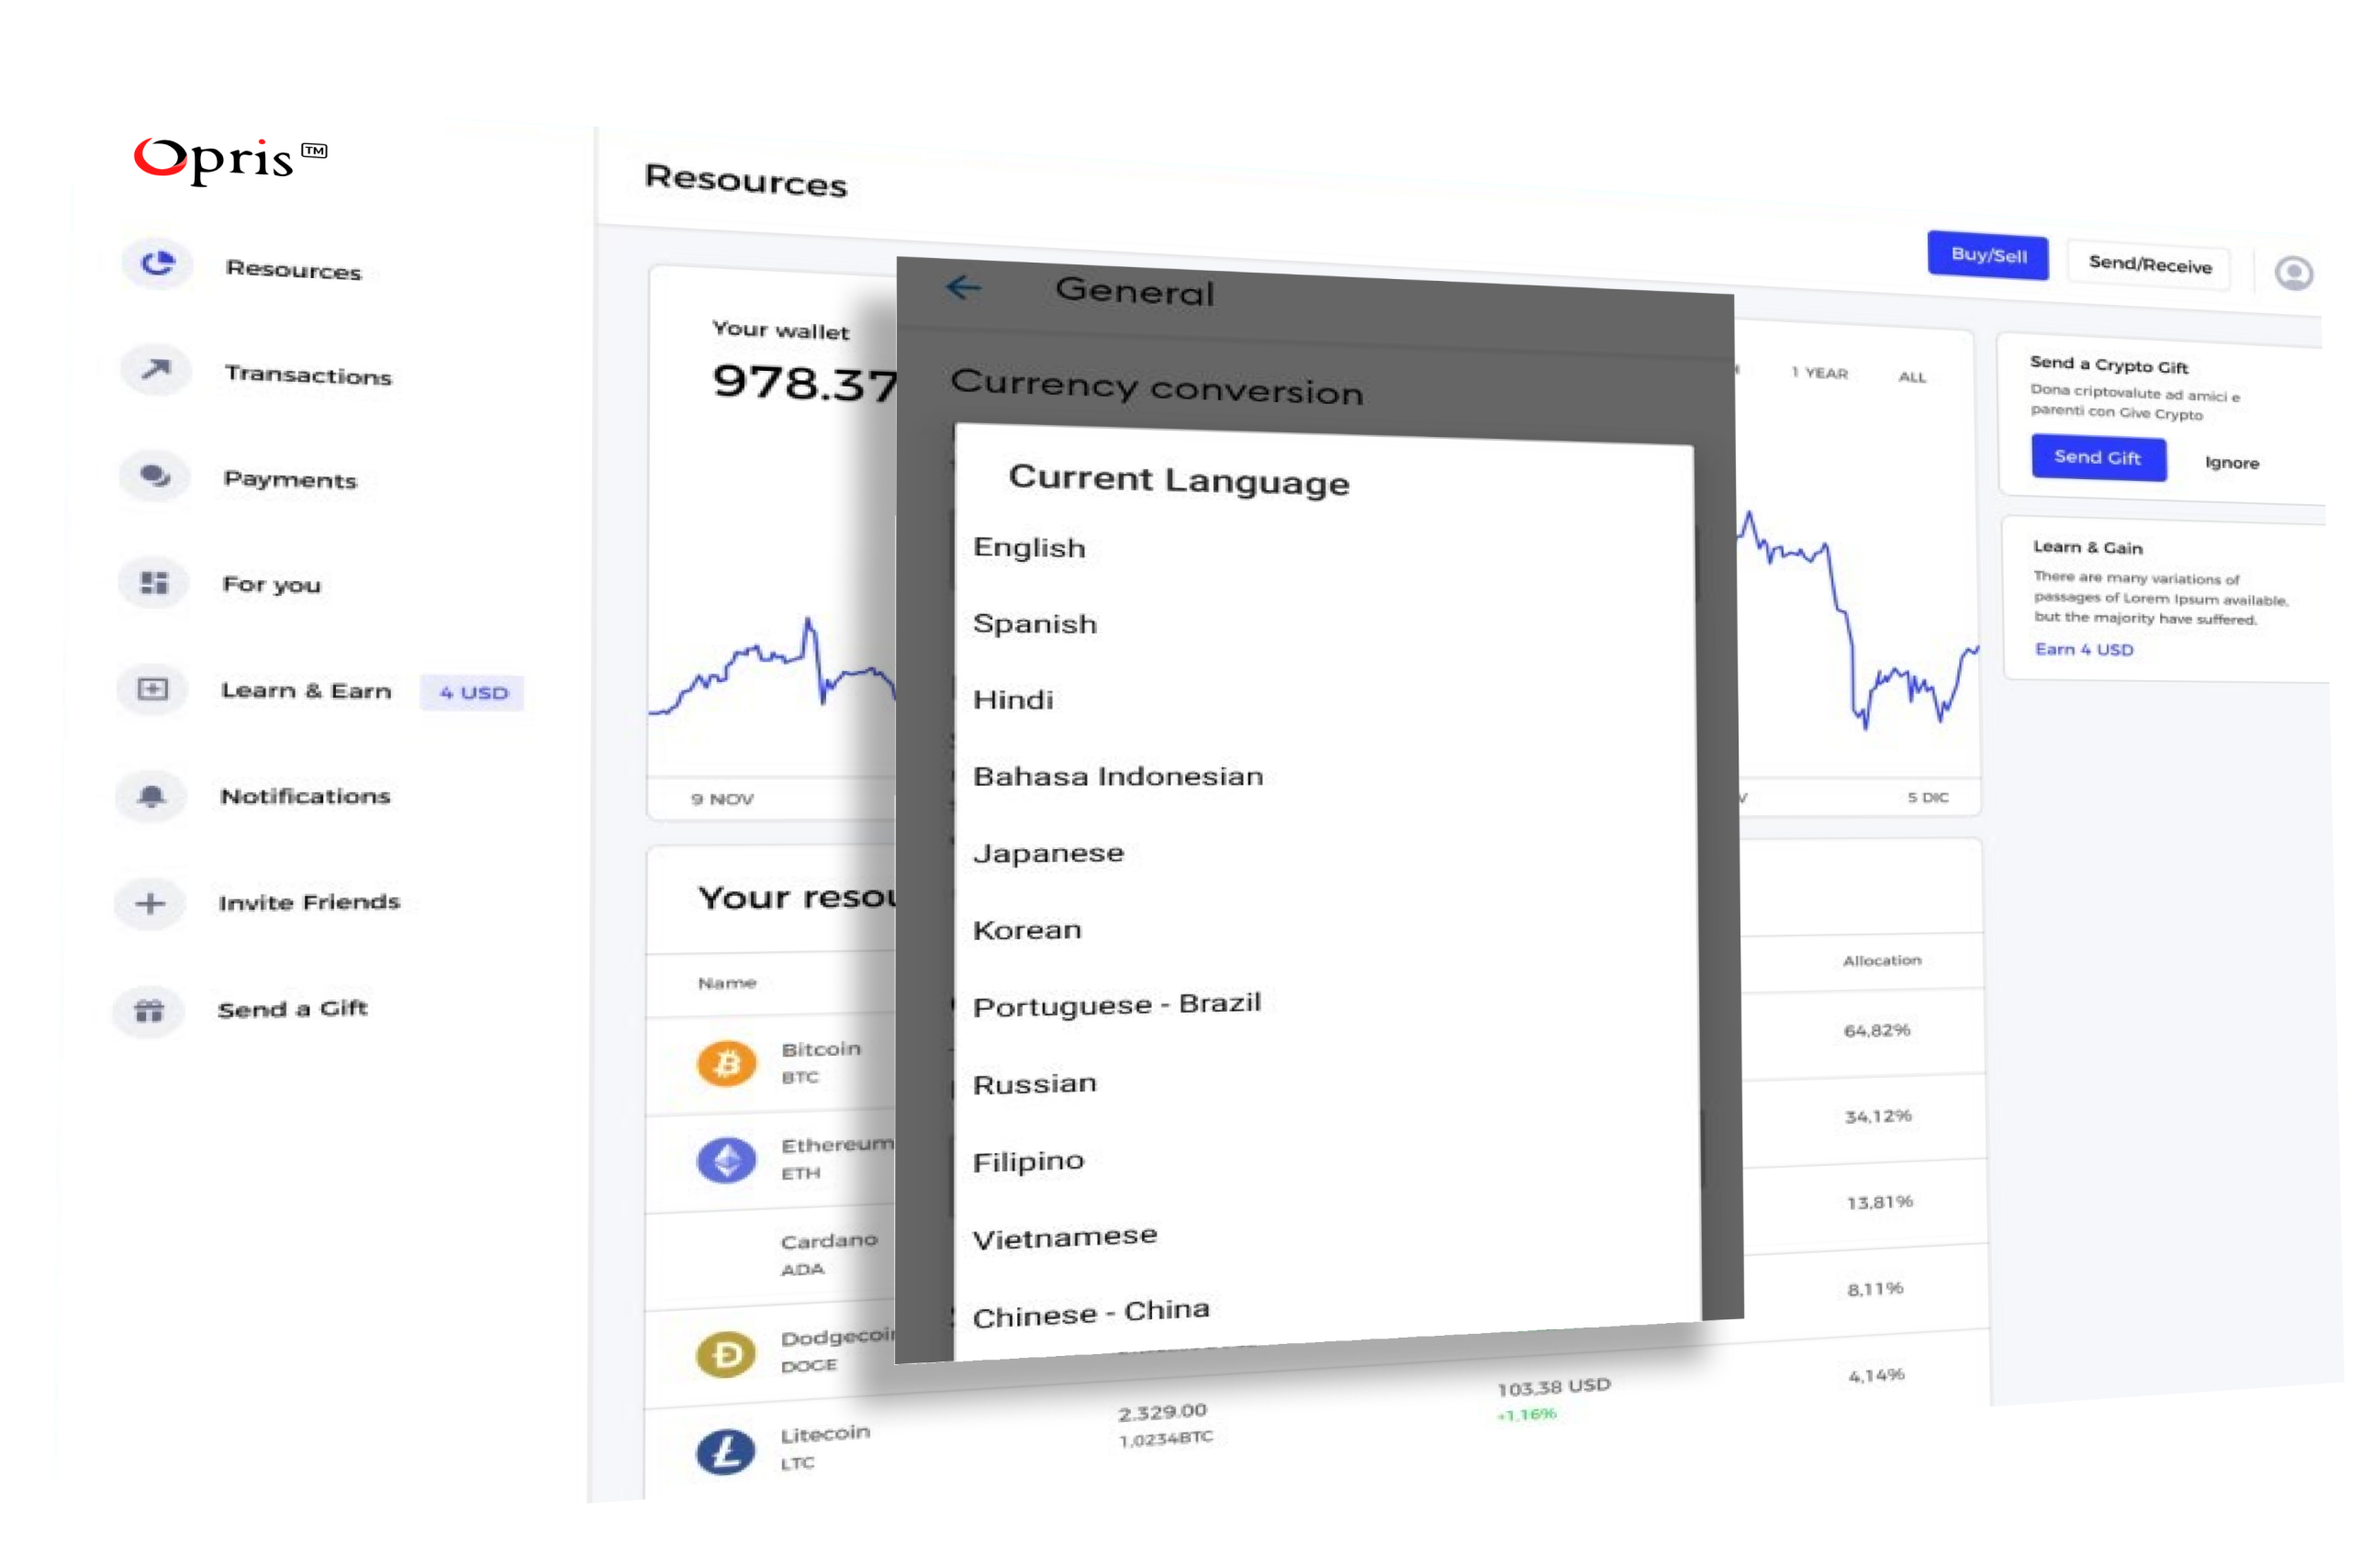 Opris™
Resources
Transactions
Payments
For you
Learn & Earn 4 USD
Notifications
Invite Friends
Send a Gift
Resources
Buy/Sell
Send/Receive
Your wallet
978.37
1 YEAR
ALL
9 NOV
5 DIC
Your
Name
Allocation
Bitcoin
BTC
64,82%
Ethereum
ETH
34,12%
Cardano
ADA
13,81%
DOGE
8,11%
Litecoin
LTC
2.329.00
1,0234BTC
103,38 USD
+1,16%
4,14%
General
Currency conversion
Current Language
English
Spanish
Hindi
Bahasa Indonesian
Japanese
Korean
Portuguese - Brazil
Russian
Filipino
Vietnamese
Chinese - China
Send a Crypto Gift
Dona criptovalute ad amici e
parenti con Give Crypto
Send Gift
Ignore
Learn & Gain
There are many variations of
passages of Lorem Ipsum available,
but the majority have suffered.
Earn 4 USD